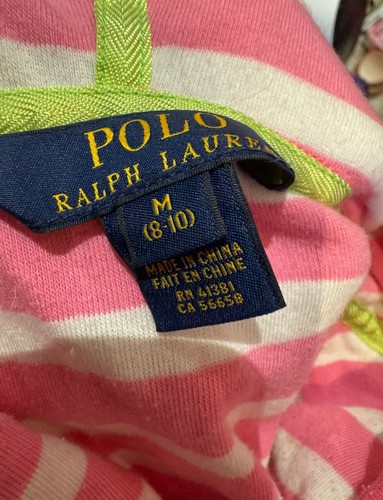 POLO
RALPH LAUREN
M
(8-10)
MADE IN CHINA
FAIT EN CHINE
RN 41381
CA 56658